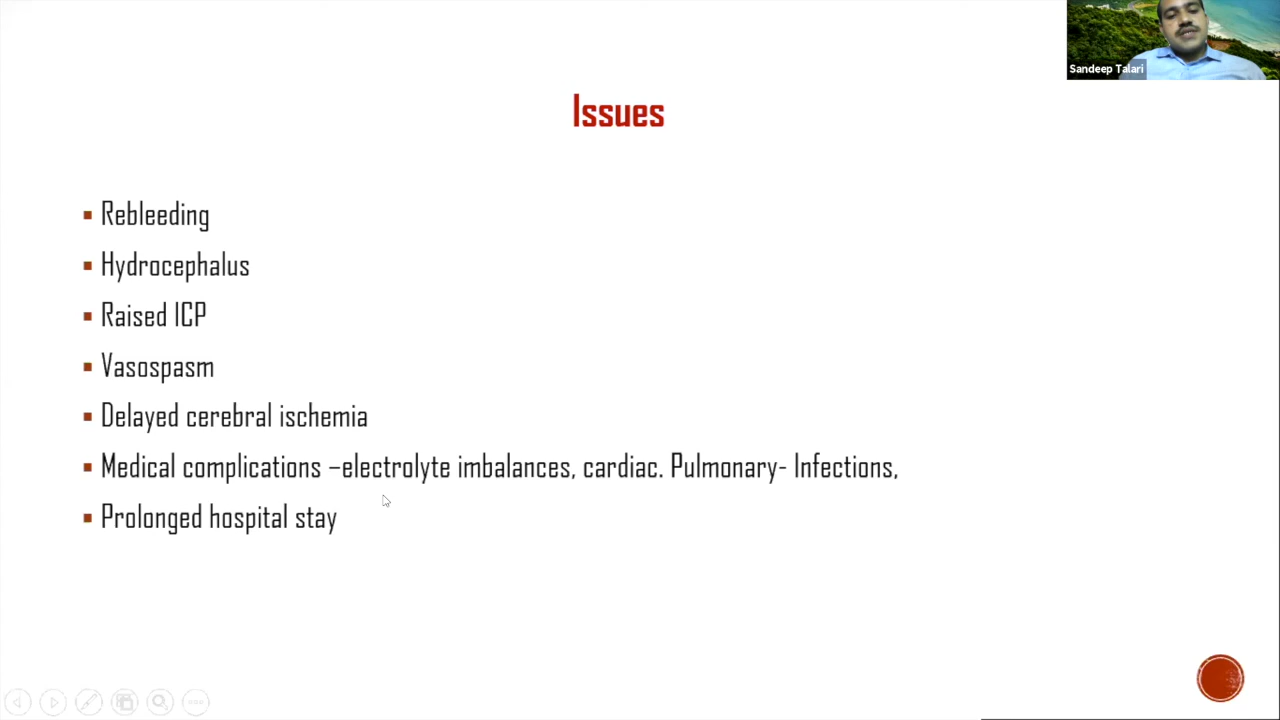 Sandeep Talari
Issues
Rebleeding
Hydrocephalus
Raised ICP
Vasospasm
Delayed cerebral ischemia
Medical complications –electrolyte imbalances, cardiac. Pulmonary- Infections,
Prolonged hospital stay